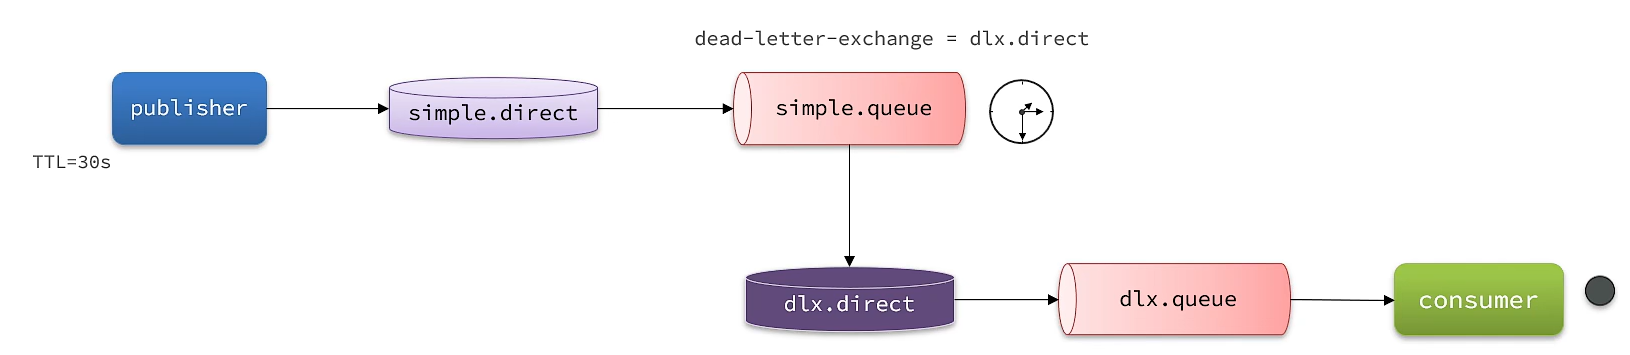 dead-letter-exchange = dlx.direct
publisher
simple.direct
simple.queue
TTL=30s
dlx.direct
dlx.queue
consumer